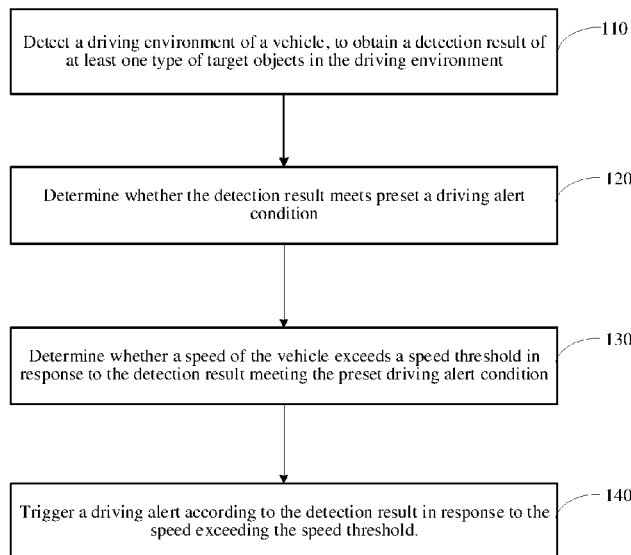 Detect a driving environment of a vehicle, to obtain a detection result of
at least one type of target objects in the driving environment
110
Determine whether the detection result meets preset a driving alert
condition
120
Determine whether a speed of the vehicle exceeds a speed threshold in
response to the detection result meeting the preset driving alert condition
130
Trigger a driving alert according to the detection result in response to the
speed exceeding the speed threshold.
140